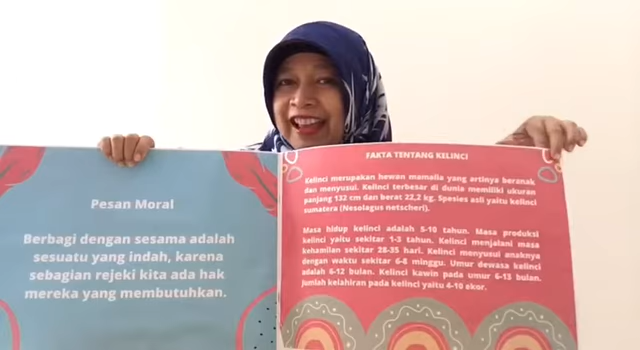 Pesan Moral
Berbagi dengan sesama adalah
sesuatu yang indah, karena
sebagian rejeki kita ada hak
mereka yang membutuhkan.
FAKTA TENTANG KELINCI
Kelinci merupakan hewan mamalia yang artinya beranak
dan menyusui. Kelinci terbesar di dunia memiliki ukuran
panjang 132 cm dan berat 22,2 kg. Spesies asli yaitu kelinci
sumatera (Nesolagus netscheri).
Masa hidup kelinci adalah 5-10 tahun. Masa produksi
kelinci yaitu sekitar 1-3 tahun. Kelinci menjalani masa
kehamilan sekitar 28-35 hari. Kelinci menyusui anaknya
dengan waktu sekitar 6-8 minggu. Umur dewasa kelinci
adalah 6-12 bulan. Kelinci kawin pada umur 6-13 bulan.
Jumlah kelahiran pada kelinci yaitu 4-10 ekor.